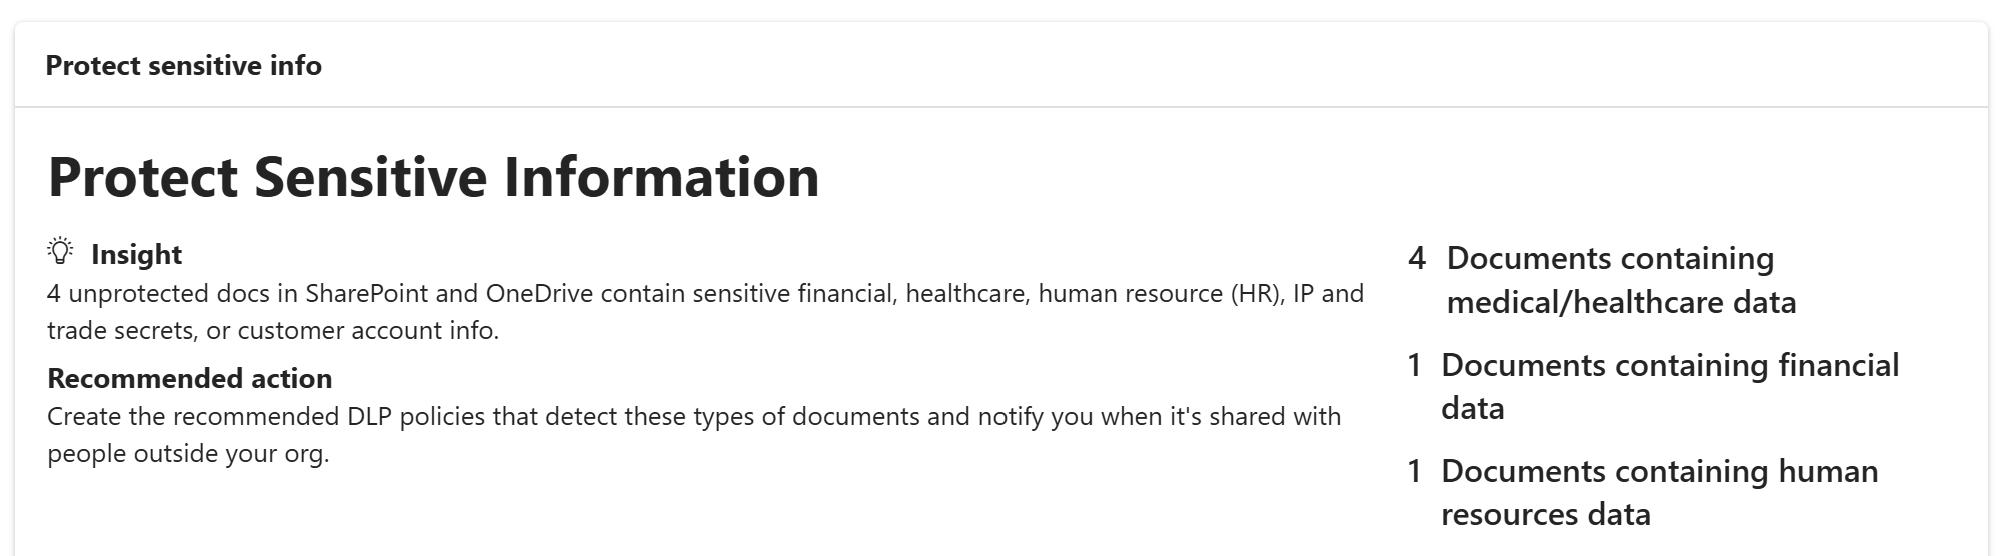 Protect sensitive info
Protect Sensitive Information
Insight
4 unprotected docs in SharePoint and OneDrive contain sensitive financial, healthcare, human resource (HR), IP and
trade secrets, or customer account info.
Recommended action
Create the recommended DLP policies that detect these types of documents and notify you when it's shared with
people outside your org.
4 Documents containing
medical/healthcare data
1 Documents containing financial
data
1 Documents containing human
resources data